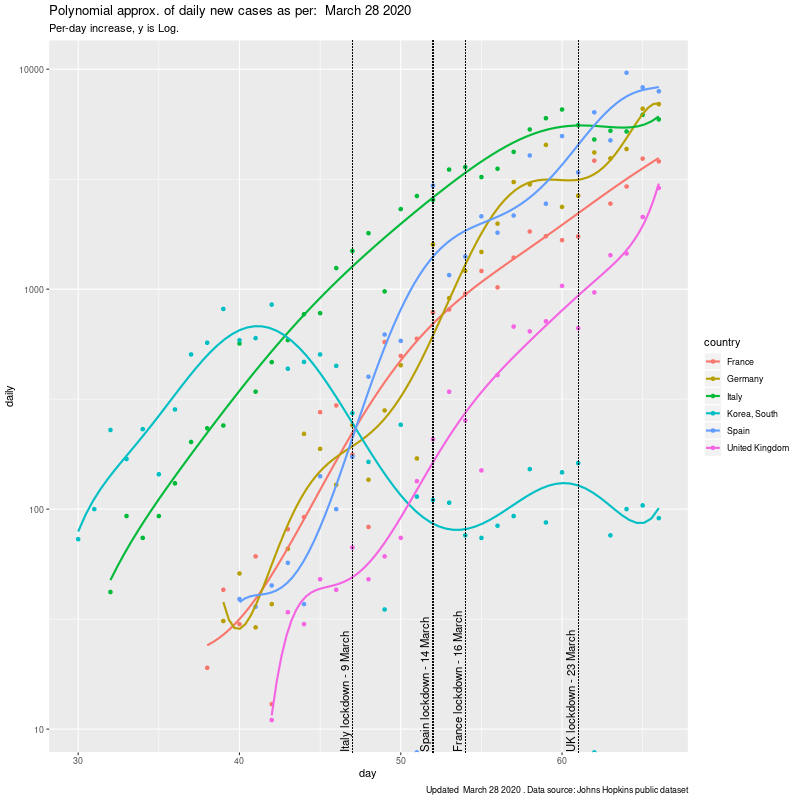 Polynomial approx. of daily new cases as per:  March 28 2020
Per-day increase, y is Log.
10000
1000
100
10
daily
Italy lockdown - 9 March
Spain lockdown - 14 March
France lockdown - 16 March
UK lockdown - 23 March
30
40
50
60
day
country
France
Germany
Italy
Korea, South
Spain
United Kingdom
Updated  March 28 2020 . Data source: Johns Hopkins public dataset